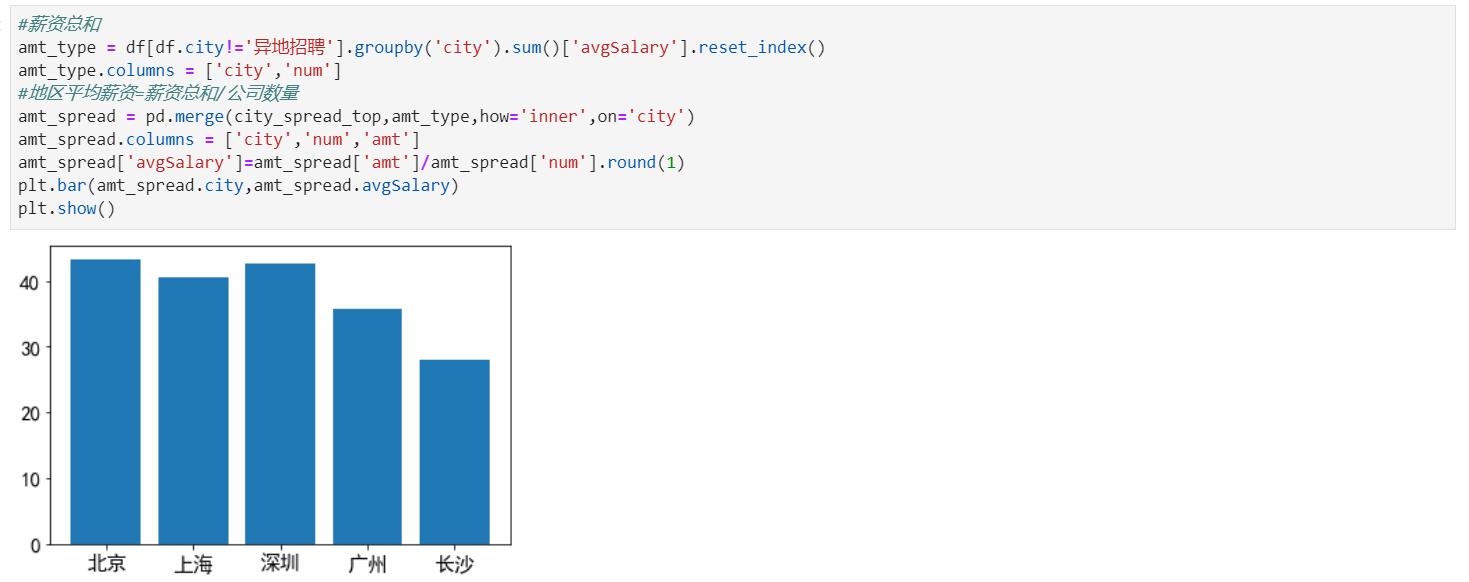 #薪资总和
amt_type = df[df.city!='异地招聘'].groupby('city').sum()['avgSalary'].reset_index()
amt_type.columns = ['city','num']
#地区平均薪资=薪资总和/公司数量
amt_spread = pd.merge(city_spread_top,amt_type,how='inner',on='city')
amt_spread.columns = ['city','num','amt']
amt_spread['avgSalary']=amt_spread['amt']/amt_spread['num'].round(1)
plt.bar(amt_spread.city,amt_spread.avgSalary)
plt.show()
40
30
20
10
0
北京 上海 深圳 广州 长沙